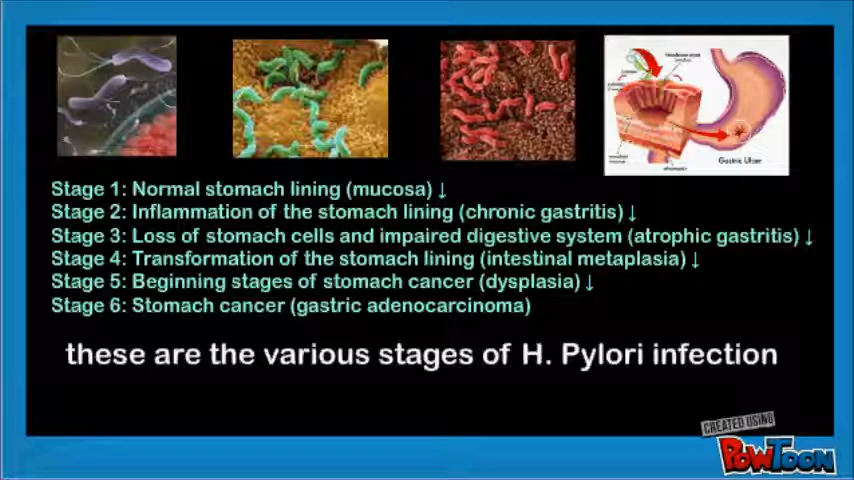 Gastric Ulcer
Stage 1: Normal stomach lining (mucosa) ↓
Stage 2: Inflammation of the stomach lining (chronic gastritis) ↓
Stage 3: Loss of stomach cells and impaired digestive system (atrophic gastritis) ↓
Stage 4: Transformation of the stomach lining (intestinal metaplasia) ↓
Stage 5: Beginning stages of stomach cancer (dysplasia) ↓
Stage 6: Stomach cancer (gastric adenocarcinoma)
these are the various stages of H. Pylori infection
CREATED USING
POWTOON